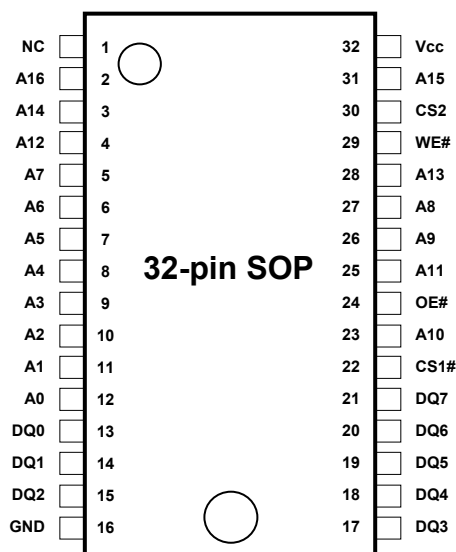 NC 1 32 Vcc
A16 2 31 A15
A14 3 30 CS2
A12 4 29 WE#
A7 5 28 A13
A6 6 27 A8
A5 7 26 A9
A4 8 32-pin SOP 25 A11
A3 9 24 OE#
A2 10 23 A10
A1 11 22 CS1#
A0 12 21 DQ7
DQ0 13 20 DQ6
DQ1 14 19 DQ5
DQ2 15 18 DQ4
GND 16 17 DQ3